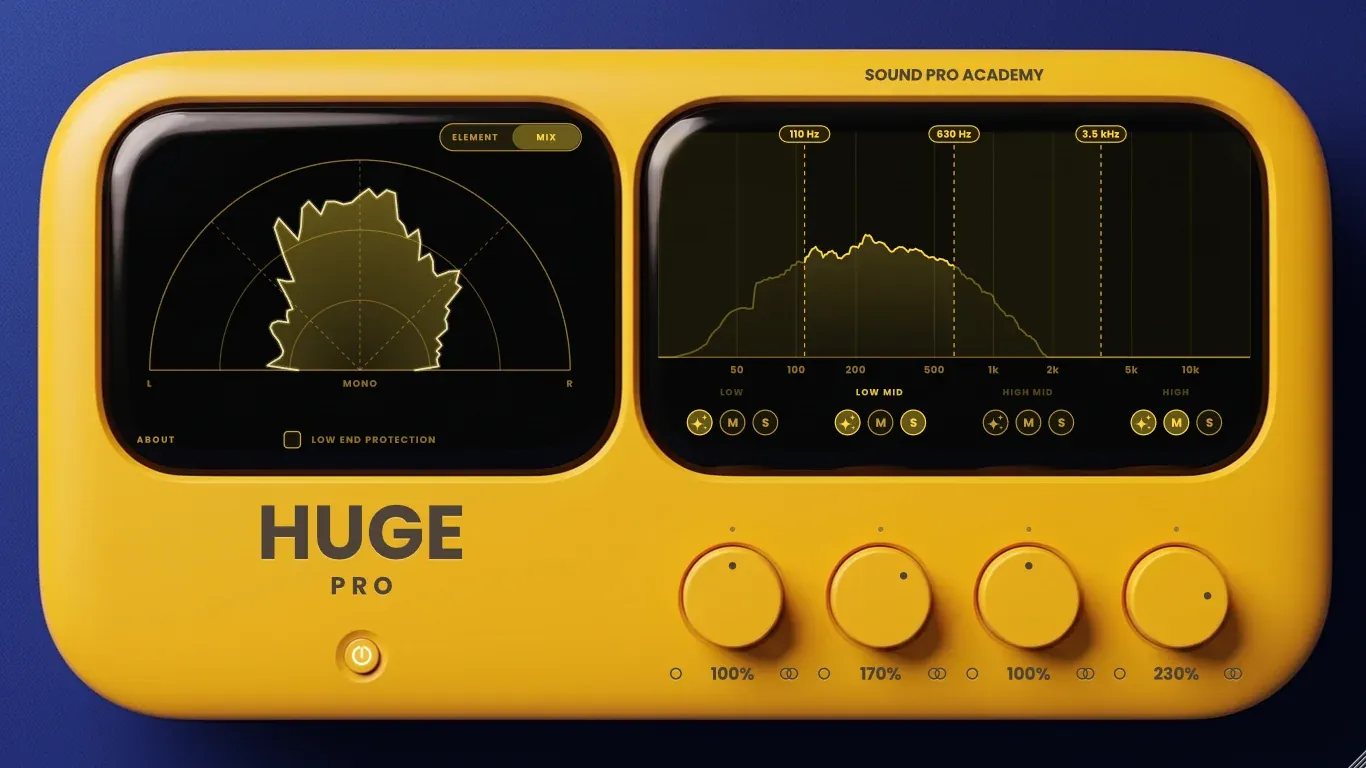 SOUND PRO ACADEMY
ELEMENT MIX
L MONO R
ABOUT
LOW END PROTECTION
110 Hz 630 Hz 3.5 kHz
50 100 200 500 1k 2k 5k 10k
LOW LOW MID HIGH MID HIGH
M S M S M S M S
HUGE
PRO
100% 170% 100% 230%